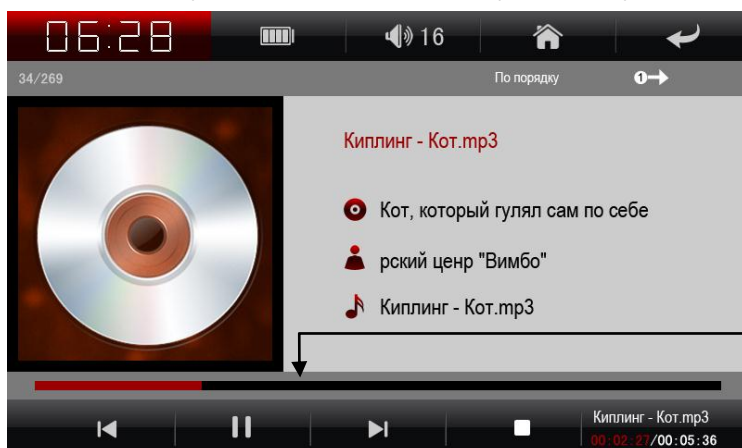 06:28 16
34/269 По порядку 1
Киплинг - Кот.mp3
Кот, который гулял сам по себе
рский ценр "Вимбо"
Киплинг - Кот.mp3
Киплинг - Кот.mp3
00:02:27/00:05:36